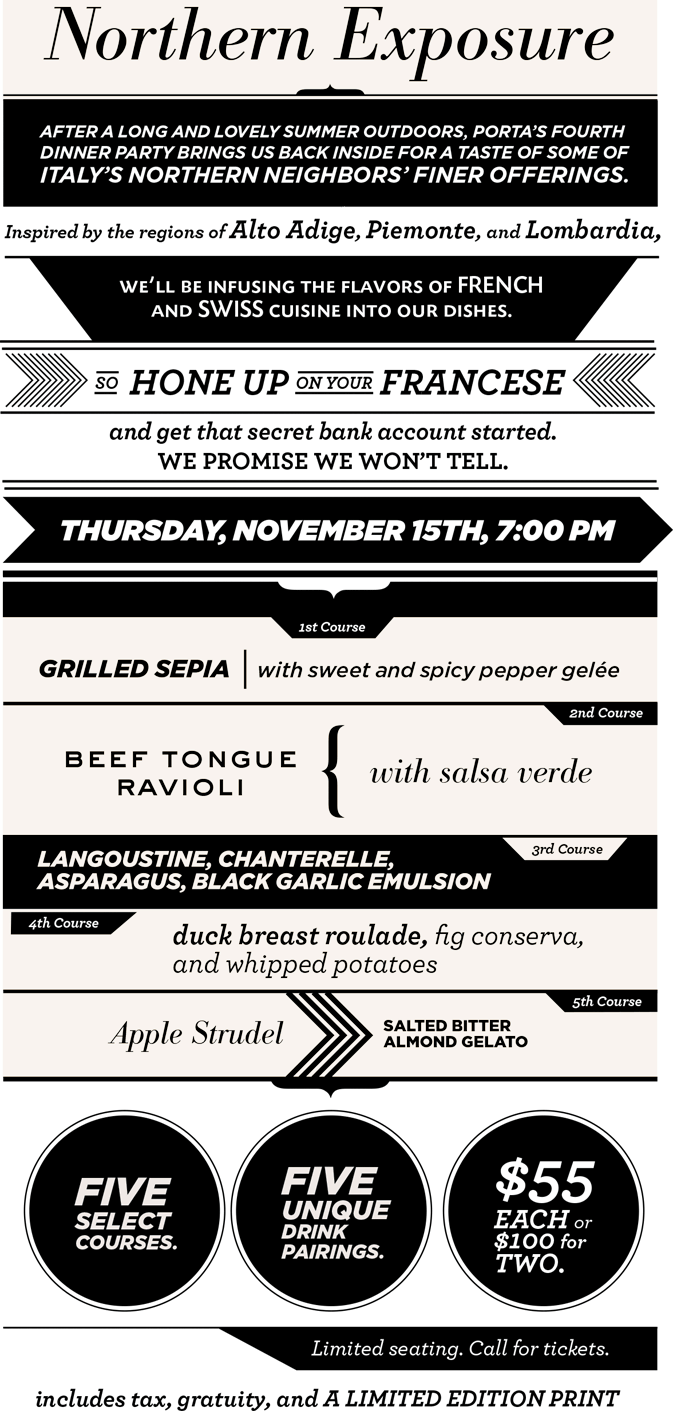 Northern Exposure
AFTER A LONG AND LOVELY SUMMER OUTDOORS, PORTA'S FOURTH
DINNER PARTY BRINGS US BACK INSIDE FOR A TASTE OF SOME OF
ITALY'S NORTHERN NEIGHBORS' FINER OFFERINGS.
Inspired by the regions of Alto Adige, Piemonte, and Lombardia,
WE'LL BE INFUSING THE FLAVORS OF FRENCH
AND SWISS CUISINE INTO OUR DISHES.
SO HONE UP ON YOUR FRANCESE
and get that secret bank account started.
WE PROMISE WE WON'T TELL.
THURSDAY, NOVEMBER 15TH, 7:00 PM
1st Course
GRILLED SEPIA | with sweet and spicy pepper gelée
2nd Course
BEEF TONGUE
RAVIOLI { with salsa verde
3rd Course
LANGOUSTINE, CHANTERELLE,
ASPARAGUS, BLACK GARLIC EMULSION
4th Course
duck breast roulade, fig conserva,
and whipped potatoes
5th Course
Apple Strudel
SALTED BITTER
ALMOND GELATO
FIVE
SELECT
COURSES.
FIVE
UNIQUE
DRINK
PAIRINGS.
$55
EACH or
$100 for
TWO.
Limited seating. Call for tickets.
includes tax, gratuity, and A LIMITED EDITION PRINT